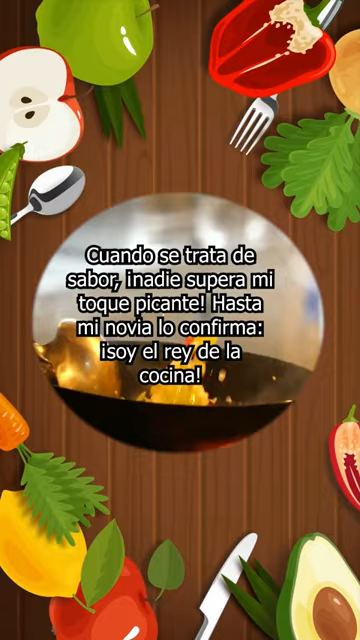 Cuando se trata de
sabor, ¡nadie supera mi
toque picante! Hasta
mi novia lo confirma:
¡soy el rey de la
cocina!